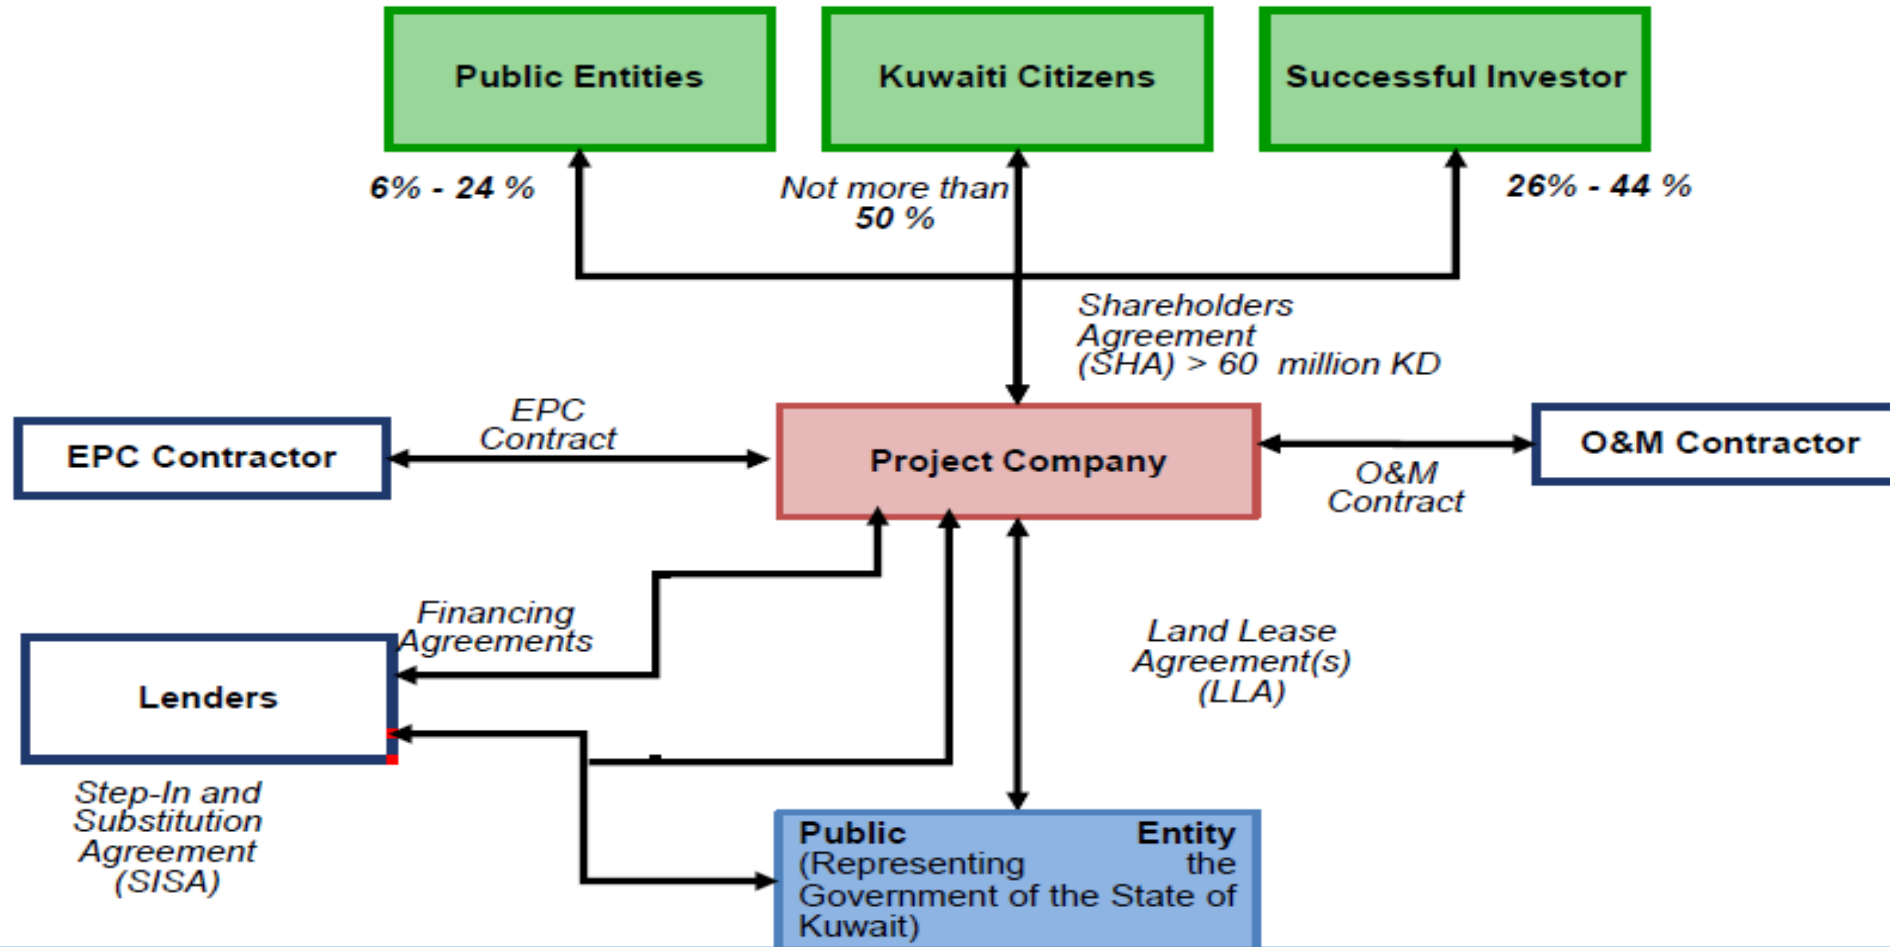 Public Entities
Kuwaiti Citizens
Successful Investor
6% - 24 %
Not more than
50 %
26% - 44 %
Shareholders
Agreement
(SHA) > 60 million KD
EPC
Contract
EPC Contractor
Project Company
O&M Contractor
O&M
Contract
Financing
Agreements
Lenders
Land Lease
Agreement(s)
(LLA)
Step-In and
Substitution
Agreement
(SISA)
Public Entity
(Representing the
Government of the State of
Kuwait)